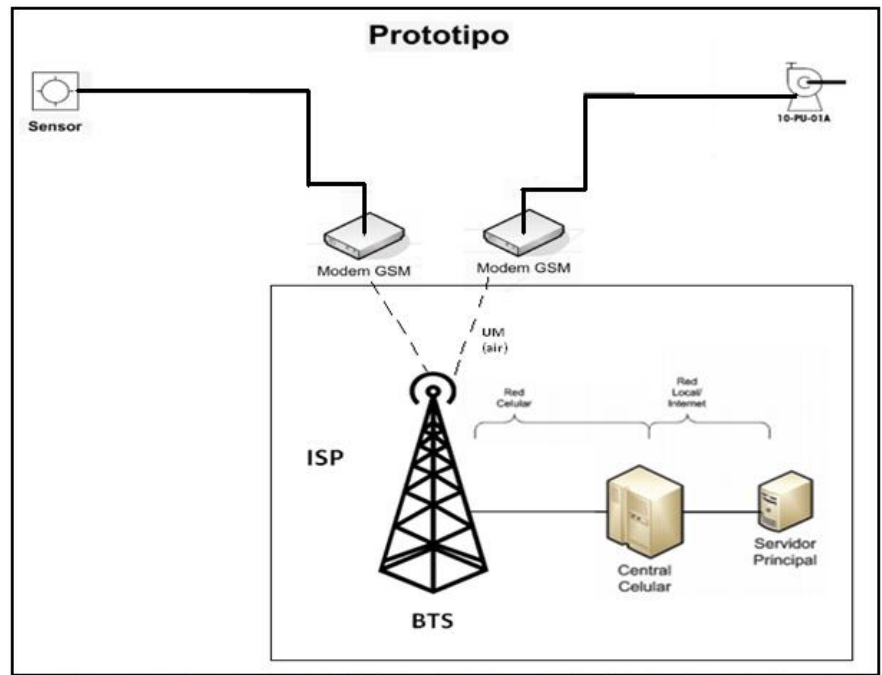 Prototipo
Sensor
10-PU-01A
Modem GSM
Modem GSM
UM
(air)
Red
Celular
Red
Local/
Internet
ISP
Servidor
Principal
Central
Celular
BTS